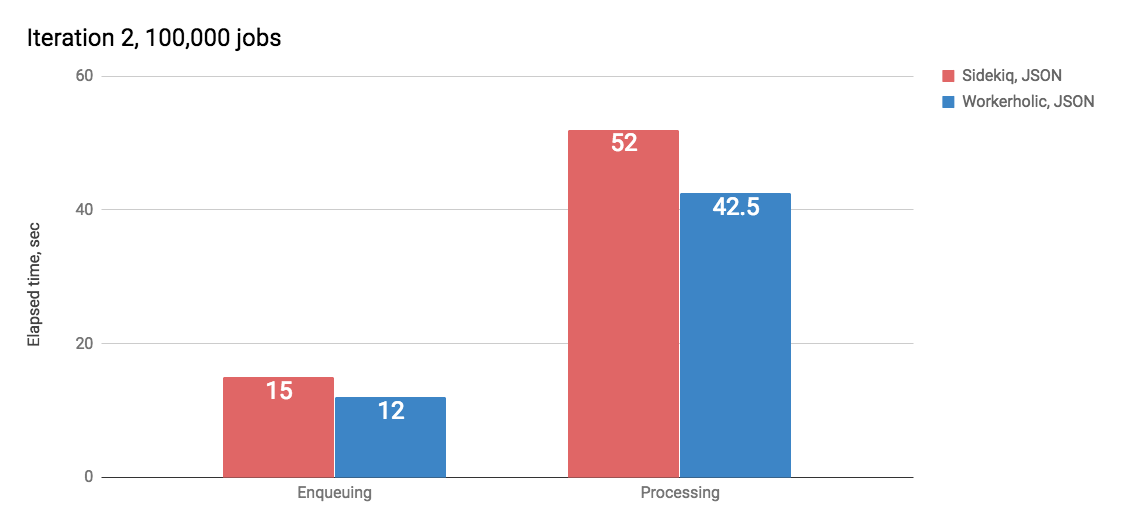 Iteration 2, 100,000 jobs
Sidekiq, JSON
Workerholic, JSON
Elapsed time, sec
60
40
20
0
15
12
52
42.5
Enqueuing
Processing